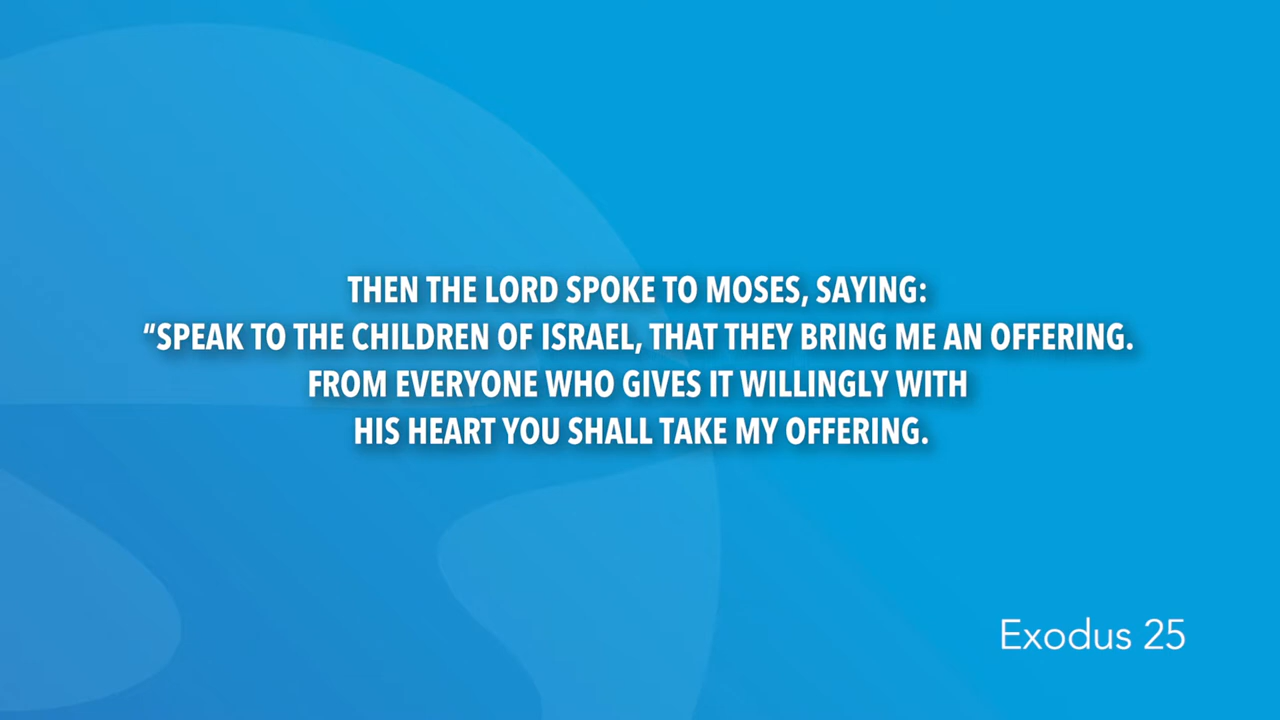 THEN THE LORD SPOKE TO MOSES, SAYING:
“SPEAK TO THE CHILDREN OF ISRAEL, THAT THEY BRING ME AN OFFERING.
FROM EVERYONE WHO GIVES IT WILLINGLY WITH
HIS HEART YOU SHALL TAKE MY OFFERING.
Exodus 25